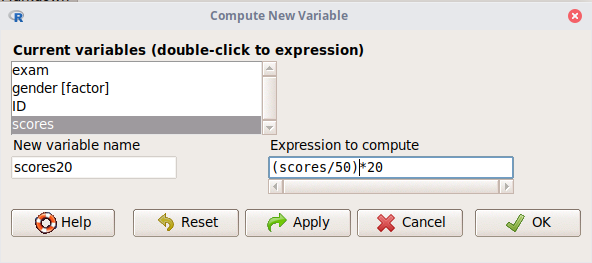 Compute New Variable
Current variables (double-click to expression)
exam
gender [factor]
ID
scores
New variable name
Expression to compute
scores20
(scores/50)*20
Help
Reset
Apply
Cancel
OK